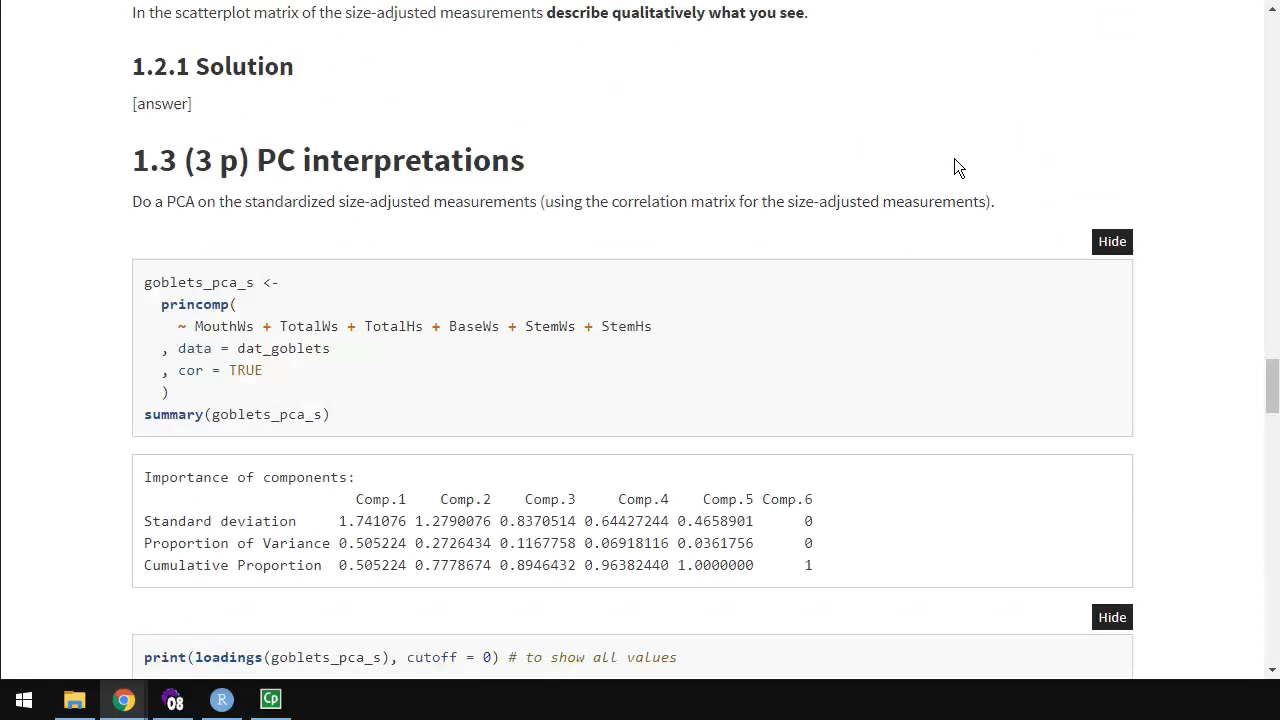 In the scatterplot matrix of the size-adjusted measurements describe qualitatively what you see.
1.2.1 Solution
[answer]
1.3 (3 p) PC interpretations
Do a PCA on the standardized size-adjusted measurements (using the correlation matrix for the size-adjusted measurements).
Hide
goblets_pca_s <-
princomp(
~ MouthWs + TotalWs + TotalHs + BaseWs + StemWs + StemHs
, data = dat_goblets
, cor = TRUE
)
summary(goblets_pca_s)
Importance of components:
Comp.1 Comp.2 Comp.3 Comp.4 Comp.5 Comp.6
Standard deviation 1.741076 1.2790076 0.8370514 0.64427244 0.4658901 0
Proportion of Variance 0.505224 0.2726434 0.1167758 0.06918116 0.0361756 0
Cumulative Proportion 0.505224 0.7778674 0.8946432 0.96382440 1.0000000 1
Hide
print(loadings(goblets_pca_s), cutoff = 0) # to show all values
08
R
Cp